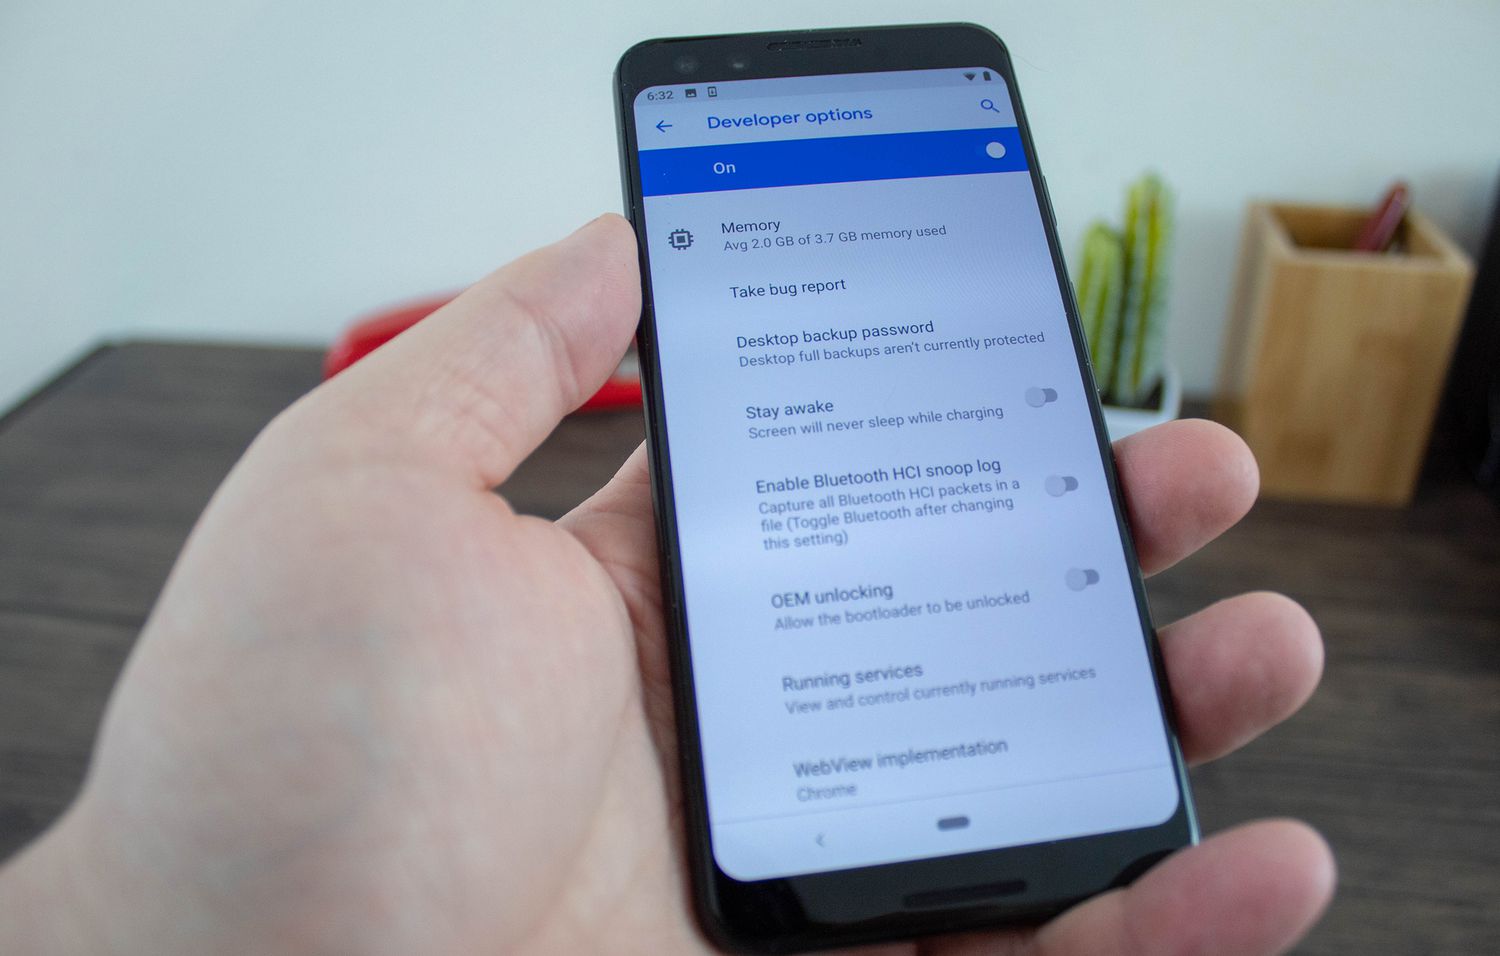 6:32
Developer options
On
Memory
Avg 2.0 GB of 3.7 GB memory used
Take bug report
Desktop backup password
Desktop full backups aren't currently protected
Stay awake
Screen will never sleep while charging
Enable Bluetooth HCI snoop log
Capture all Bluetooth HCI packets in a
file (Toggle Bluetooth after changing
this setting)
OEM unlocking
Allow the bootloader to be unlocked
Running services
View and control currently running services
WebView implementation
Chrome